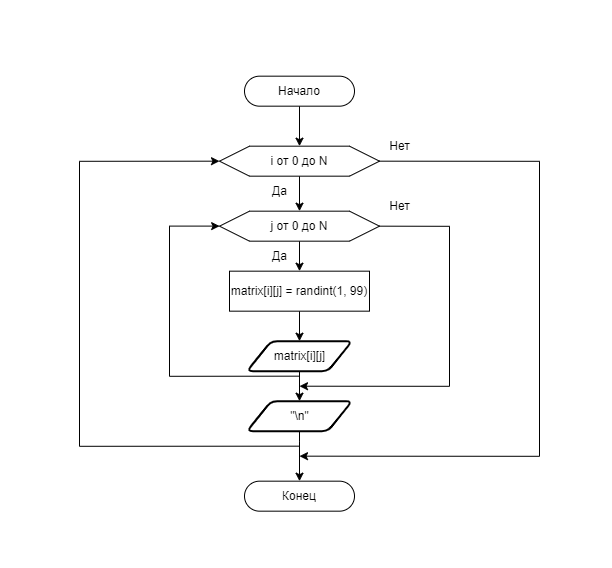 Начало
Нет
i от 0 до N
Да
Нет
j от 0 до N
Да
matrix[i][j] = randint(1, 99)
matrix[i][j]
"\n"
Конец